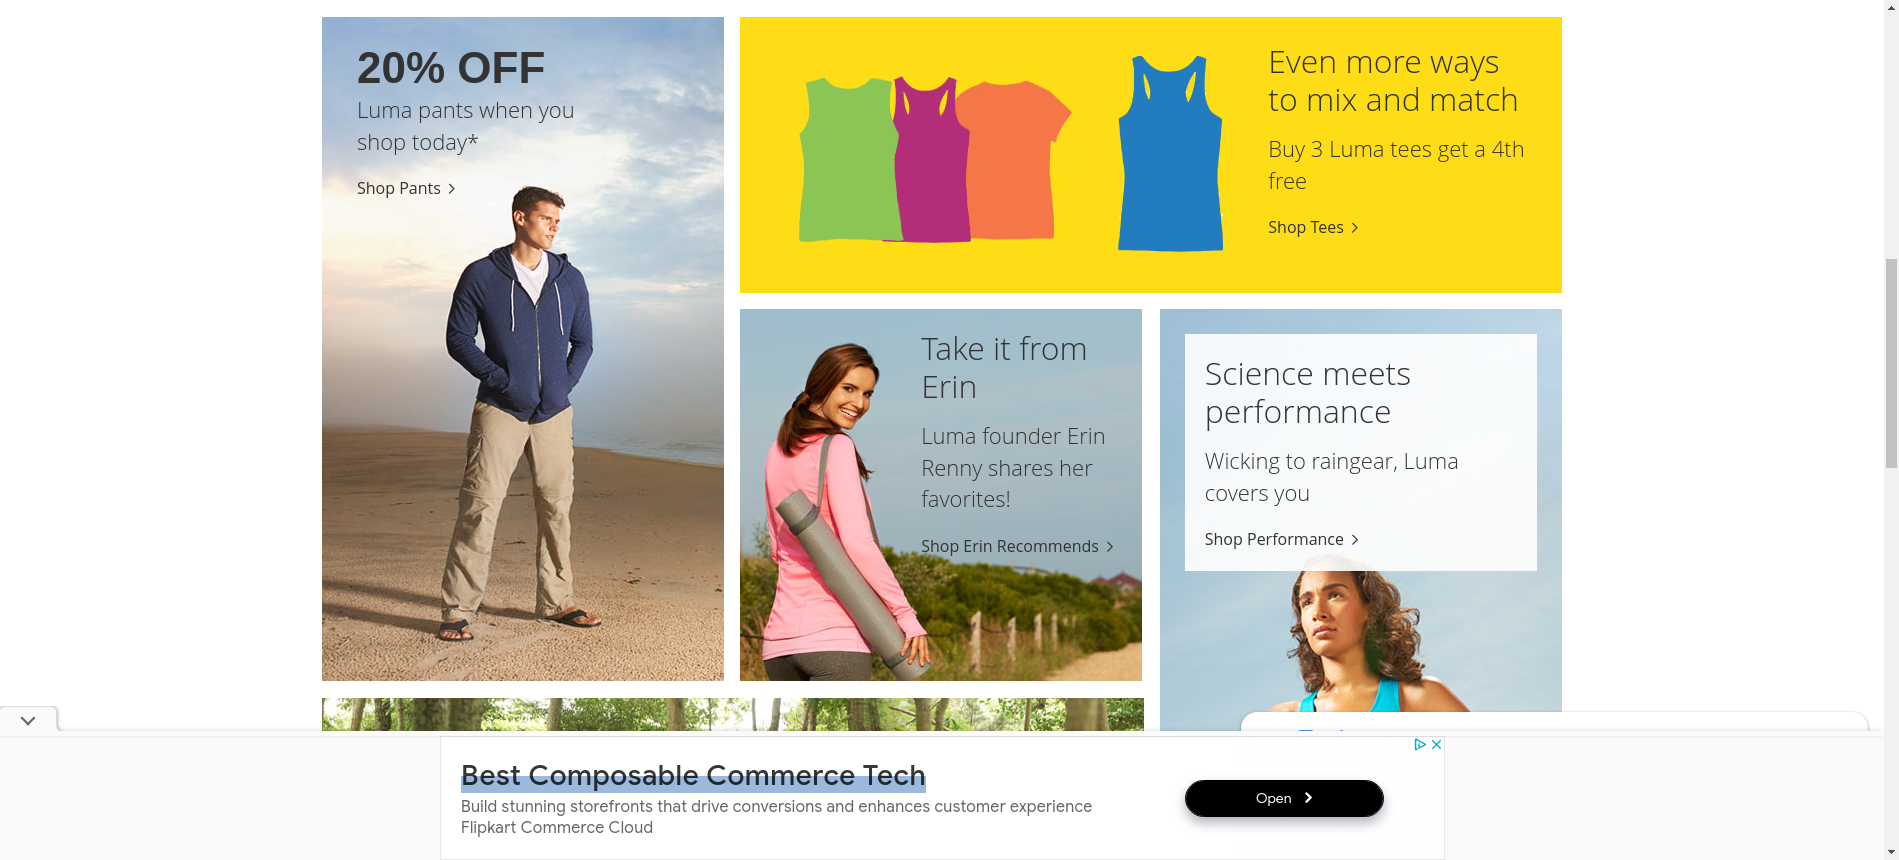 20% OFF
Luma pants when you
shop today*
Shop Pants
Even more ways
to mix and match
Buy 3 Luma tees get a 4th
free
Shop Tees
Take it from
Erin
Luma founder Erin
Renny shares her
favorites!
Shop Erin Recommends
Science meets
performance
Wicking to raingear, Luma
covers you
Shop Performance
Best Composable Commerce Tech
Build stunning storefronts that drive conversions and enhances customer experience
Flipkart Commerce Cloud
Open